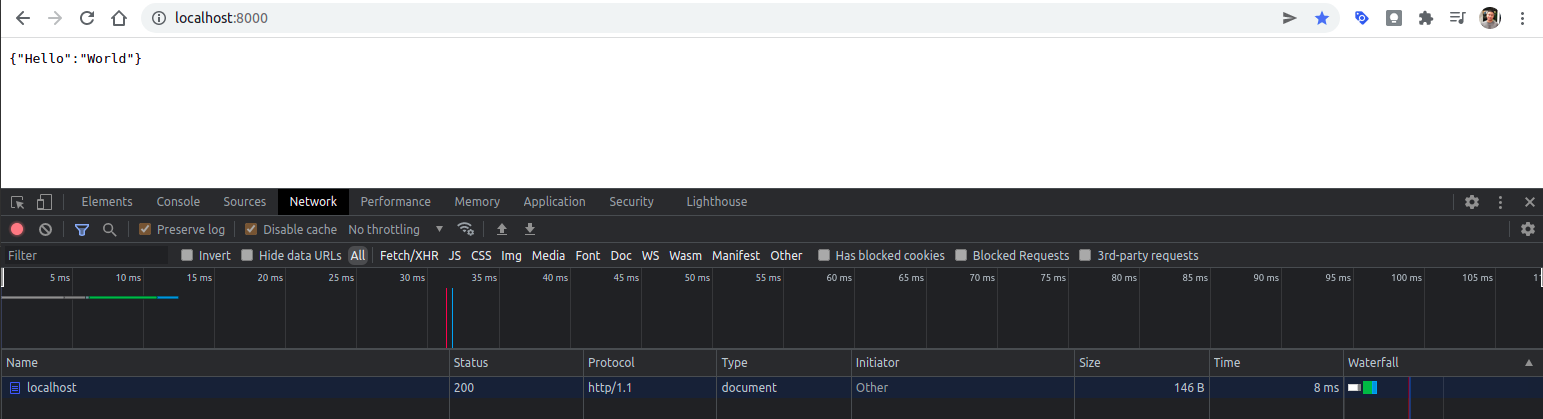 localhost:8000
{"Hello":"World"}
Elements Console Sources Network Performance Memory Application Security Lighthouse
Preserve log Disable cache No throttling
Filter Invert Hide data URLs All Fetch/XHR JS CSS Img Media Font Doc WS Wasm Manifest Other Has blocked cookies Blocked Requests 3rd-party requests
5 ms 10 ms 15 ms 20 ms 25 ms 30 ms 35 ms 40 ms 45 ms 50 ms 55 ms 60 ms 65 ms 70 ms 75 ms 80 ms 85 ms 90 ms 95 ms 100 ms 105 ms
Name Status Protocol Type Initiator Size Time Waterfall
localhost 200 http/1.1 document Other 146 B 8 ms